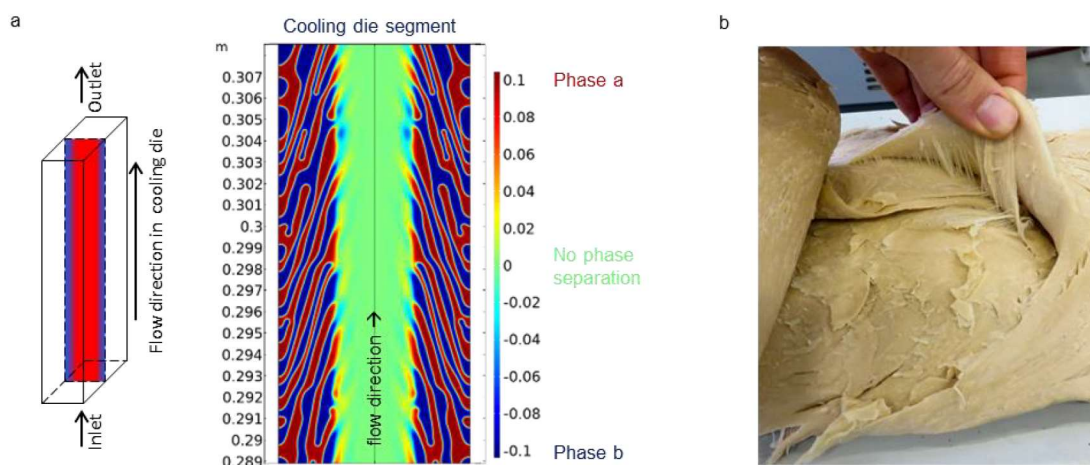 a
Cooling die segment
b
m
Outlet
Flow direction in cooling die
Inlet
0.307
0.306
0.305
0.304
0.303
0.302
0.301
0.3
0.299
0.298
0.297
0.296
0.295
0.294
0.293
0.292
0.291
0.29
0.289
flow direction
0.1
0.08
0.06
0.04
0.02
0
-0.02
-0.04
-0.06
-0.08
-0.1
Phase a
No phase
separation
Phase b